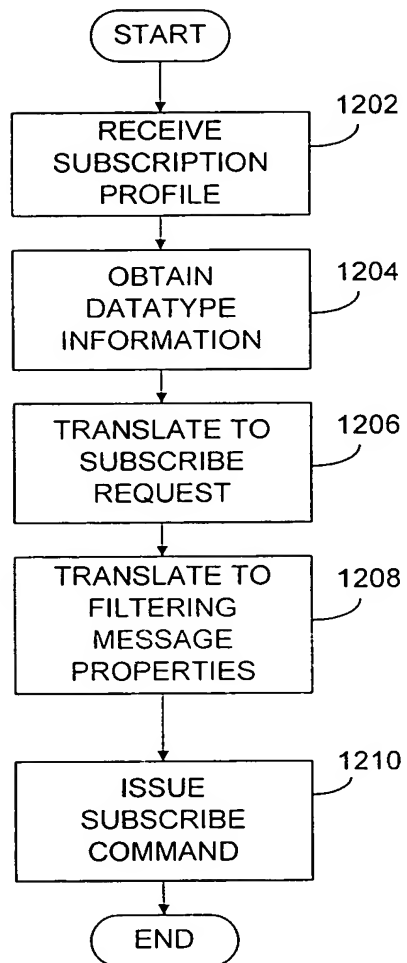 START
1202
RECEIVE
SUBSCRIPTION
PROFILE
1204
OBTAIN
DATATYPE
INFORMATION
1206
TRANSLATE TO
SUBSCRIBE
REQUEST
1208
TRANSLATE TO
FILTERING
MESSAGE
PROPERTIES
1210
ISSUE
SUBSCRIBE
COMMAND
END